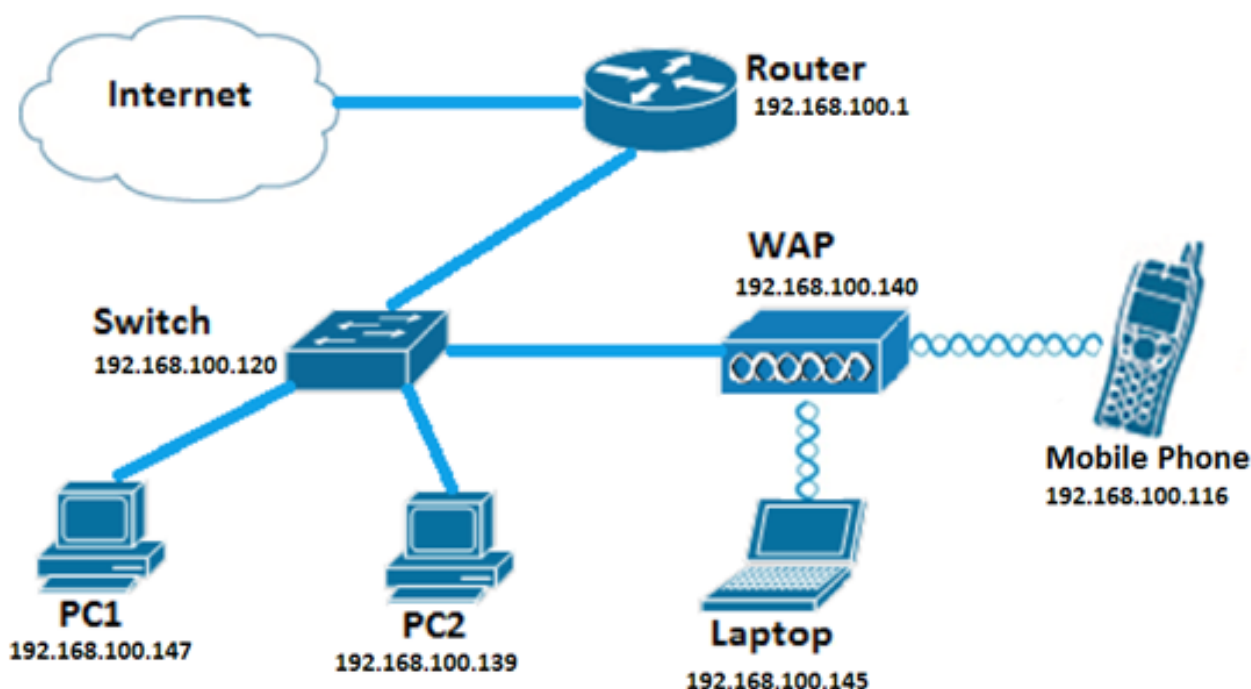 Internet
Router
192.168.100.1
WAP
192.168.100.140
Switch
192.168.100.120
Mobile Phone
192.168.100.116
PC1
192.168.100.147
PC2
192.168.100.139
Laptop
192.168.100.145